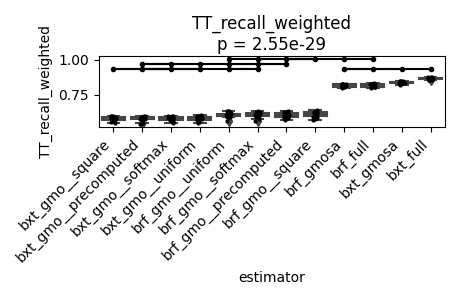 TT_recall_weighted
p = 2.55e-29
TT_recall_weighted
1.00
0.75
bxt_gmo__square
bxt_gmo__precomputed
bxt_gmo__softmax
bxt_gmo__uniform
brf_gmo__uniform
brf_gmo__softmax
brf_gmo__precomputed
brf_gmo__square
brf_gmosa
brf_full
bxt_gmosa
bxt_full
estimator